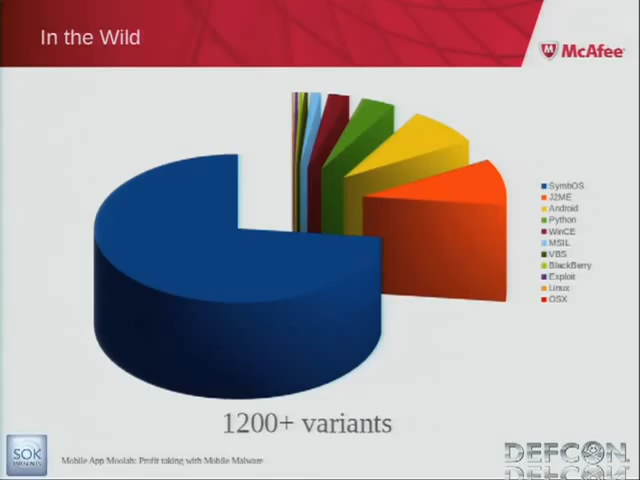 In the Wild
McAfee
SymbOS
J2ME
Android
Python
WinCE
MSIL
VBS
BlackBerry
Exploit
Linux
OSX
1200+ variants
SOK
PRESENTS
Mobile App Moolah: Profit taking with Mobile Malware
DEFCON